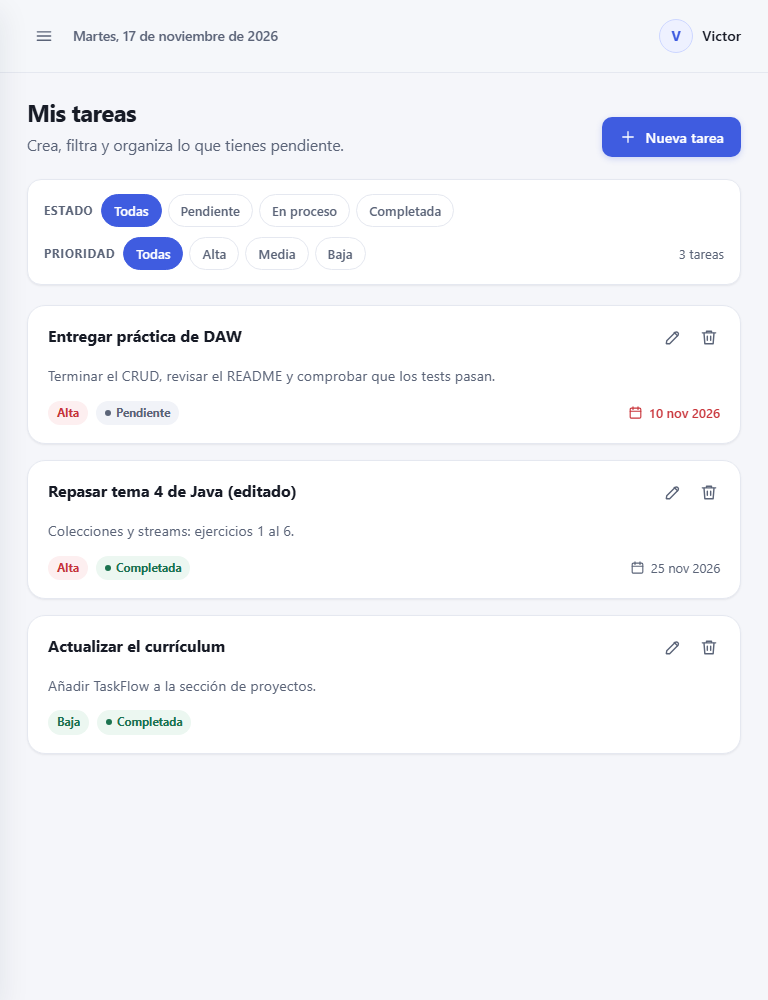 Martes, 17 de noviembre de 2026
V Victor
Mis tareas
Crea, filtra y organiza lo que tienes pendiente.
Nueva tarea
ESTADO Todas Pendiente En proceso Completada
PRIORIDAD Todas Alta Media Baja 3 tareas
Entregar práctica de DAW
Terminar el CRUD, revisar el README y comprobar que los tests pasan.
Alta Pendiente 10 nov 2026
Repasar tema 4 de Java (editado)
Colecciones y streams: ejercicios 1 al 6.
Alta Completada 25 nov 2026
Actualizar el currículum
Añadir TaskFlow a la sección de proyectos.
Baja Completada